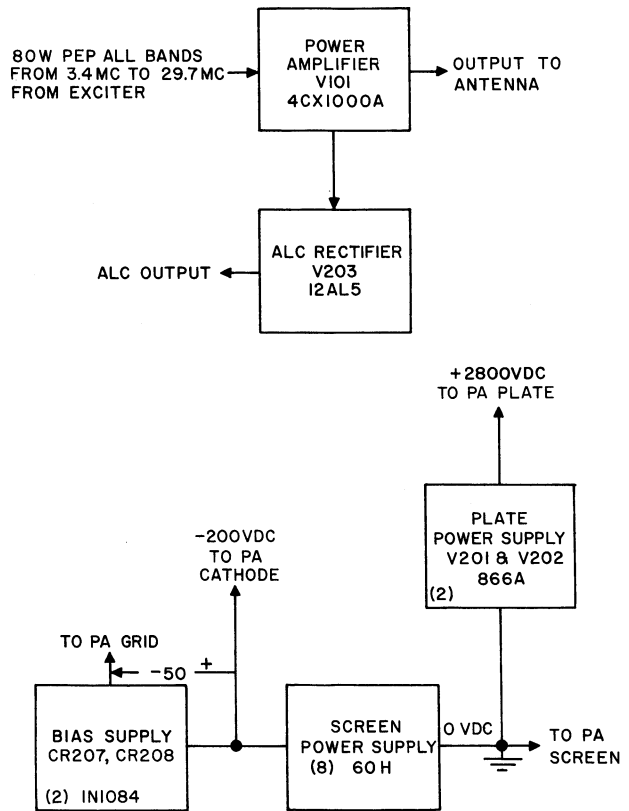 80W PEP ALL BANDS
FROM 3.4MC TO 29.7MC
FROM EXCITER
POWER
AMPLIFIER
V101
4CX1000A
OUTPUT TO
ANTENNA
ALC RECTIFIER
V203
12AL5
ALC OUTPUT
+2800VDC
TO PA PLATE
PLATE
POWER SUPPLY
V201 & V202
866A
(2)
-200VDC
TO PA
CATHODE
TO PA GRID
-50 +
BIAS SUPPLY
CR207, CR208
(2) IN1084
SCREEN
POWER SUPPLY
(8) 60H
0 VDC
TO PA
SCREEN